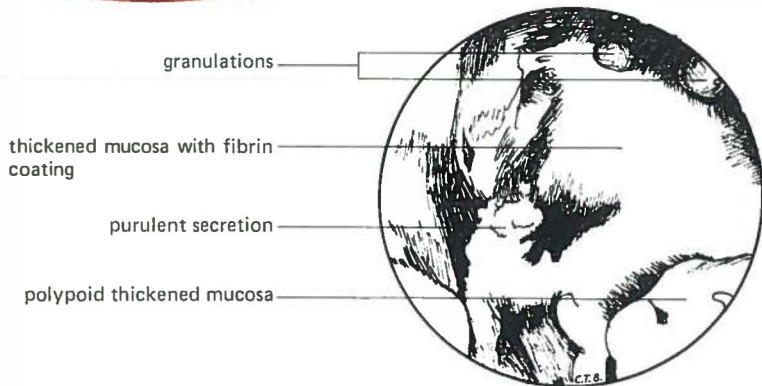 granulations
thickened mucosa with fibrin
coating
purulent secretion
polypoid thickened mucosa
C.T.B.